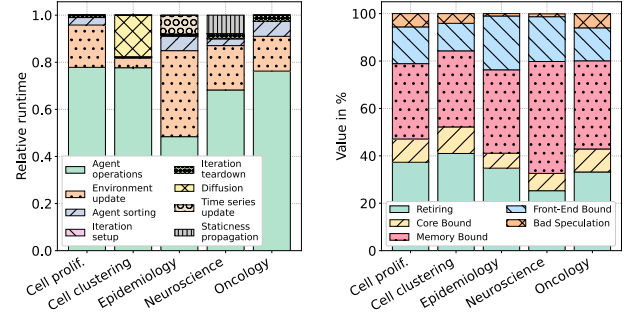 Relative runtime
1.0
0.8
0.6
0.4
0.2
0.0
Agent
operations
Environment
update
Agent sorting
Iteration
setup
Iteration
teardown
Diffusion
Time series
update
Staticness
propagation
Cell prolif.
Cell clustering
Epidemiology
Neuroscience
Oncology
Value in %
100
80
60
40
20
0
Retiring
Core Bound
Memory Bound
Front-End Bound
Bad Speculation
Cell prolif.
Cell clustering
Epidemiology
Neuroscience
Oncology